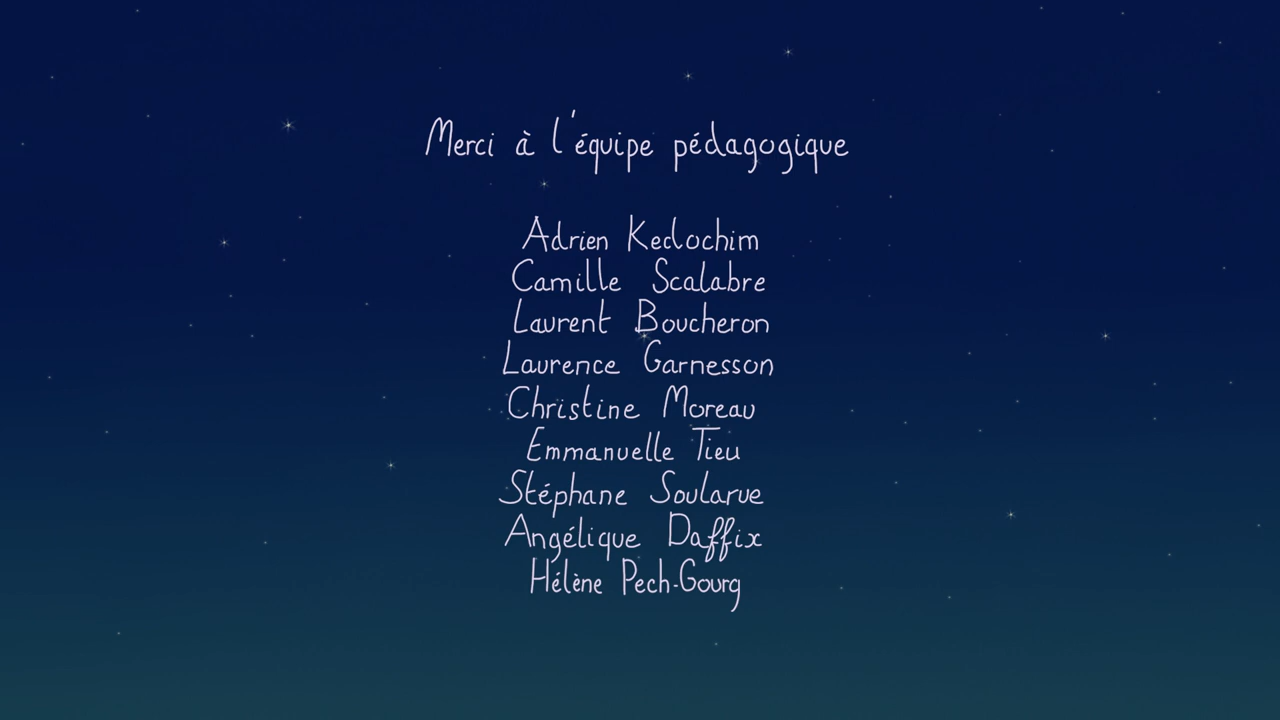 Merci à l'équipe pédagogique
Adrien Keclochim
Camille Scalabre
Laurent Boucheron
Laurence Garnesson
Christine Moreau
Emmanuelle Tieu
Stéphane Soularue
Angélique Daffix
Hélène Pech-Gourg